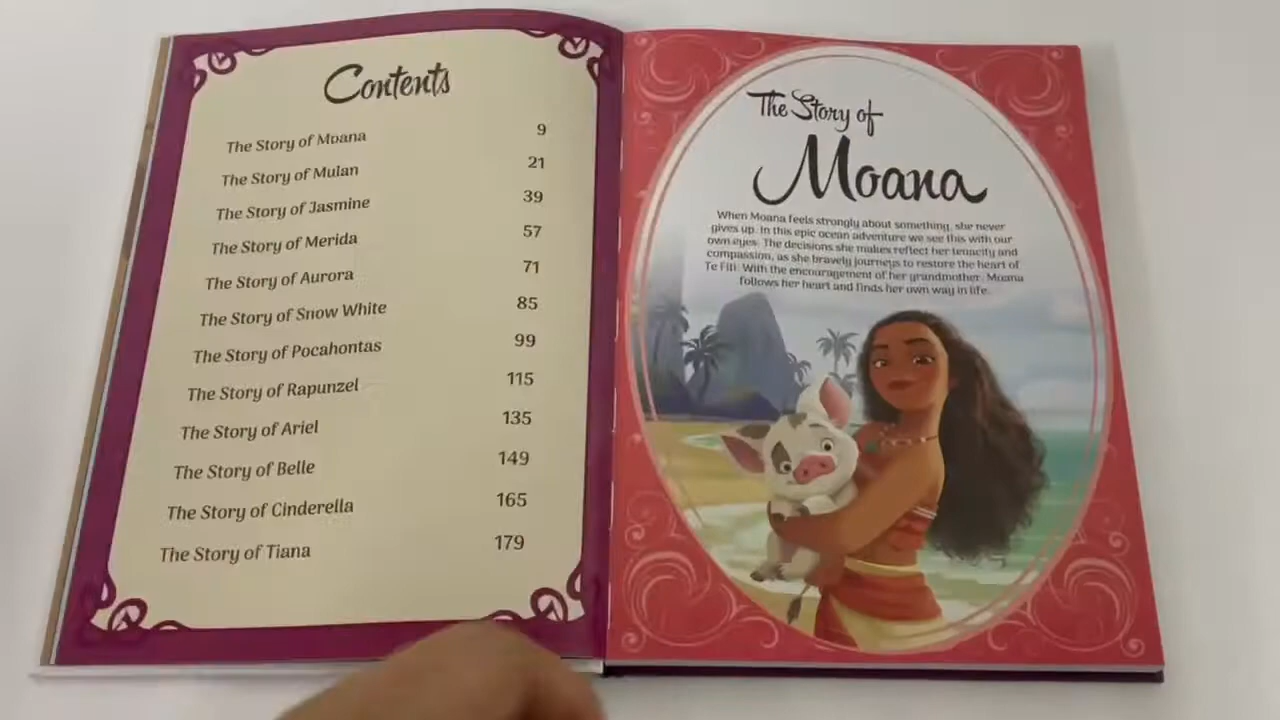 Contents
The Story of Moana 9
The Story of Mulan 21
The Story of Jasmine 39
The Story of Merida 57
The Story of Aurora 71
The Story of Snow White 85
The Story of Pocahontas 99
The Story of Rapunzel 115
The Story of Ariel 135
The Story of Belle 149
The Story of Cinderella 165
The Story of Tiana 179
The Story of
Moana
When Moana feels strongly about something, she never
gives up. In this epic ocean adventure we see this with our
own eyes. The decisions she makes reflect her tenacity and
compassion, as she bravely journeys to restore the heart of
Te Fiti. With the encouragement of her grandmother, Moana
follows her heart and finds her own way in life.